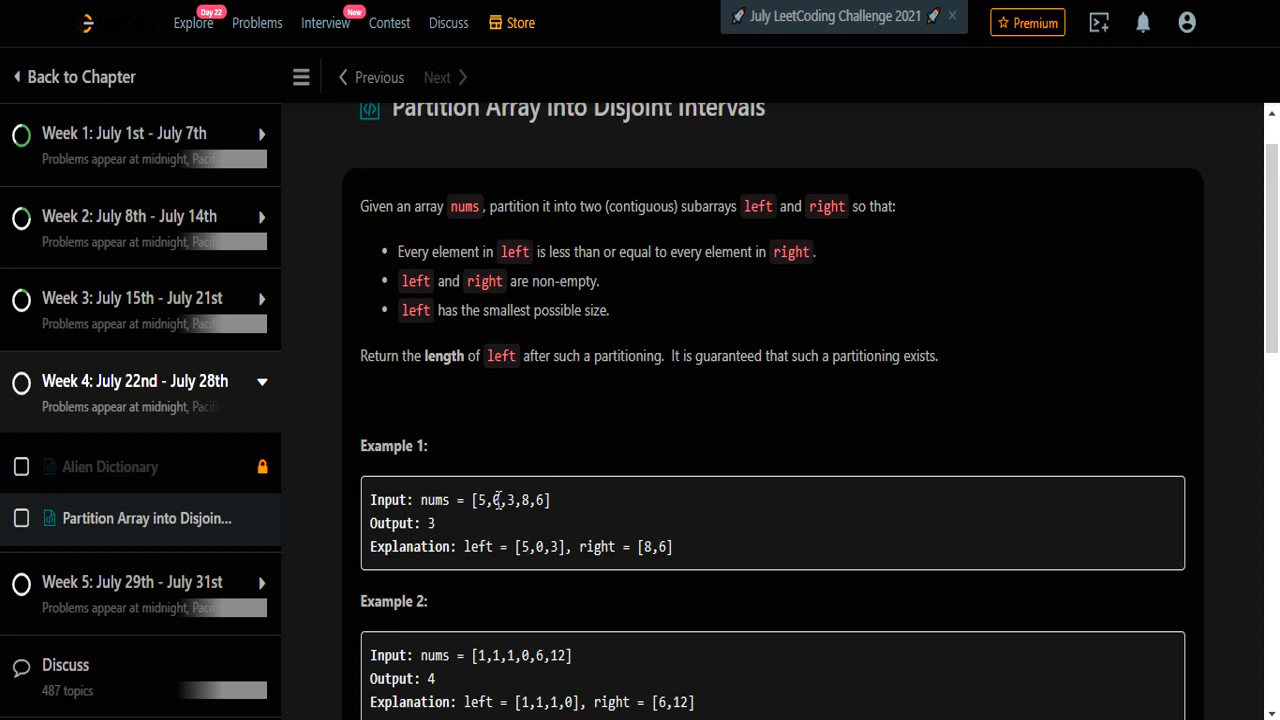 Explore
Day 22
Problems
Interview
New
Contest
Discuss
Store
🚀 July LeetCoding Challenge 2021 🚀 ×
Premium
Back to Chapter
Previous
Next
Week 1: July 1st - July 7th
Problems appear at midnight, Pacific
Week 2: July 8th - July 14th
Problems appear at midnight, Pacific
Week 3: July 15th - July 21st
Problems appear at midnight, Pacific
Week 4: July 22nd - July 28th
Problems appear at midnight, Pacific
Alien Dictionary
Partition Array into Disjoin...
Week 5: July 29th - July 31st
Problems appear at midnight, Pacific
Discuss
487 topics
Partition Array into Disjoint Intervals
Given an array nums, partition it into two (contiguous) subarrays left and right so that:
• Every element in left is less than or equal to every element in right.
• left and right are non-empty.
• left has the smallest possible size.
Return the length of left after such a partitioning. It is guaranteed that such a partitioning exists.
Example 1:
Input: nums = [5,0,3,8,6]
Output: 3
Explanation: left = [5,0,3], right = [8,6]
Example 2:
Input: nums = [1,1,1,0,6,12]
Output: 4
Explanation: left = [1,1,1,0], right = [6,12]